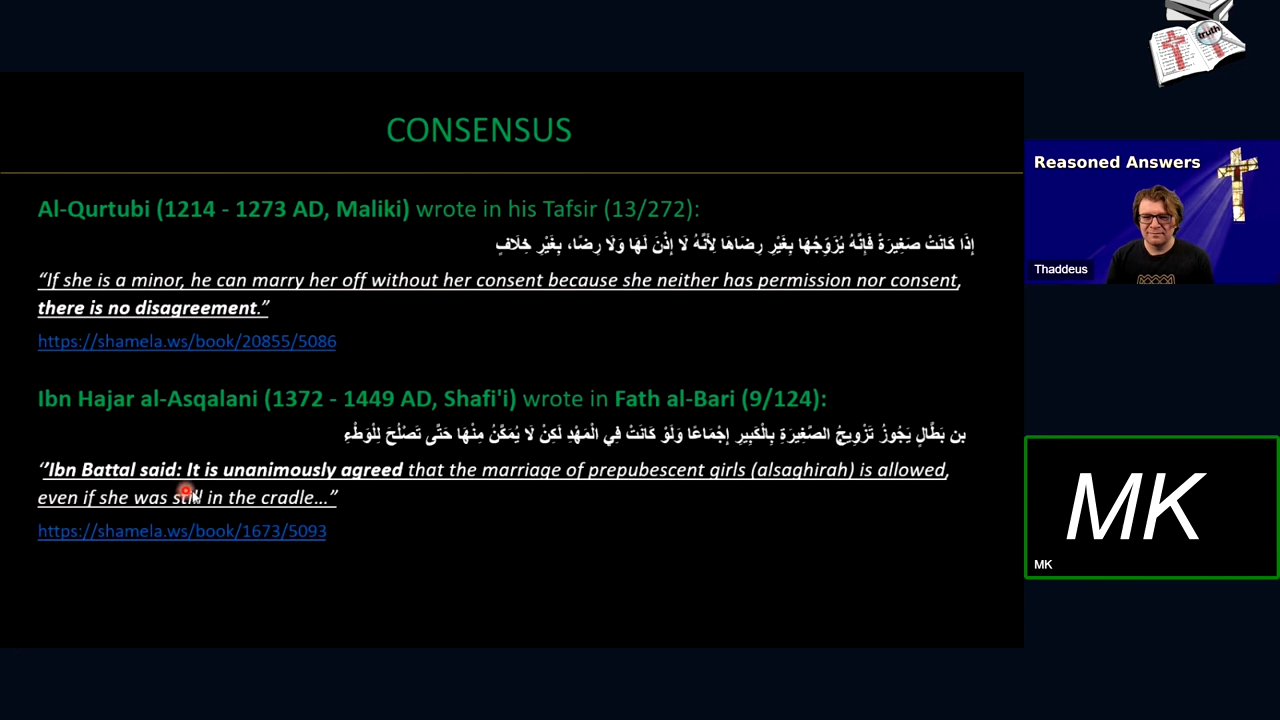 truth
CONSENSUS
Al-Qurtubi (1214 - 1273 AD, Maliki) wrote in his Tafsir (13/272):
إِذَا كَانَتْ صَغِيرَةً فَإِنَّهُ يُزَوِّجُهَا بِغَيْرِ رِضَاهَا لِأَنَّهُ لَا إِذْنَ لَهَا وَلَا رِضًا، بِغَيْرِ خِلَافٍ
“If she is a minor, he can marry her off without her consent because she neither has permission nor consent,
there is no disagreement.”
https://shamela.ws/book/20855/5086
Ibn Hajar al-Asqalani (1372 - 1449 AD, Shafi'i) wrote in Fath al-Bari (9/124):
بن بَطَّالٍ يَجُوزُ تَزْوِيجُ الصَّغِيرَةِ بِالْكَبِيرِ إِجْمَاعًا وَلَوْ كَانَتْ فِي الْمَهْدِ لَكِنْ لَا يُمَكَّنُ مِنْهَا حَتَّى تَصْلُحَ لِلْوَطْءِ
“’Ibn Battal said: It is unanimously agreed that the marriage of prepubescent girls (alsaghirah) is allowed,
even if she was still in the cradle...”
https://shamela.ws/book/1673/5093
Reasoned Answers
Thaddeus
MK
MK